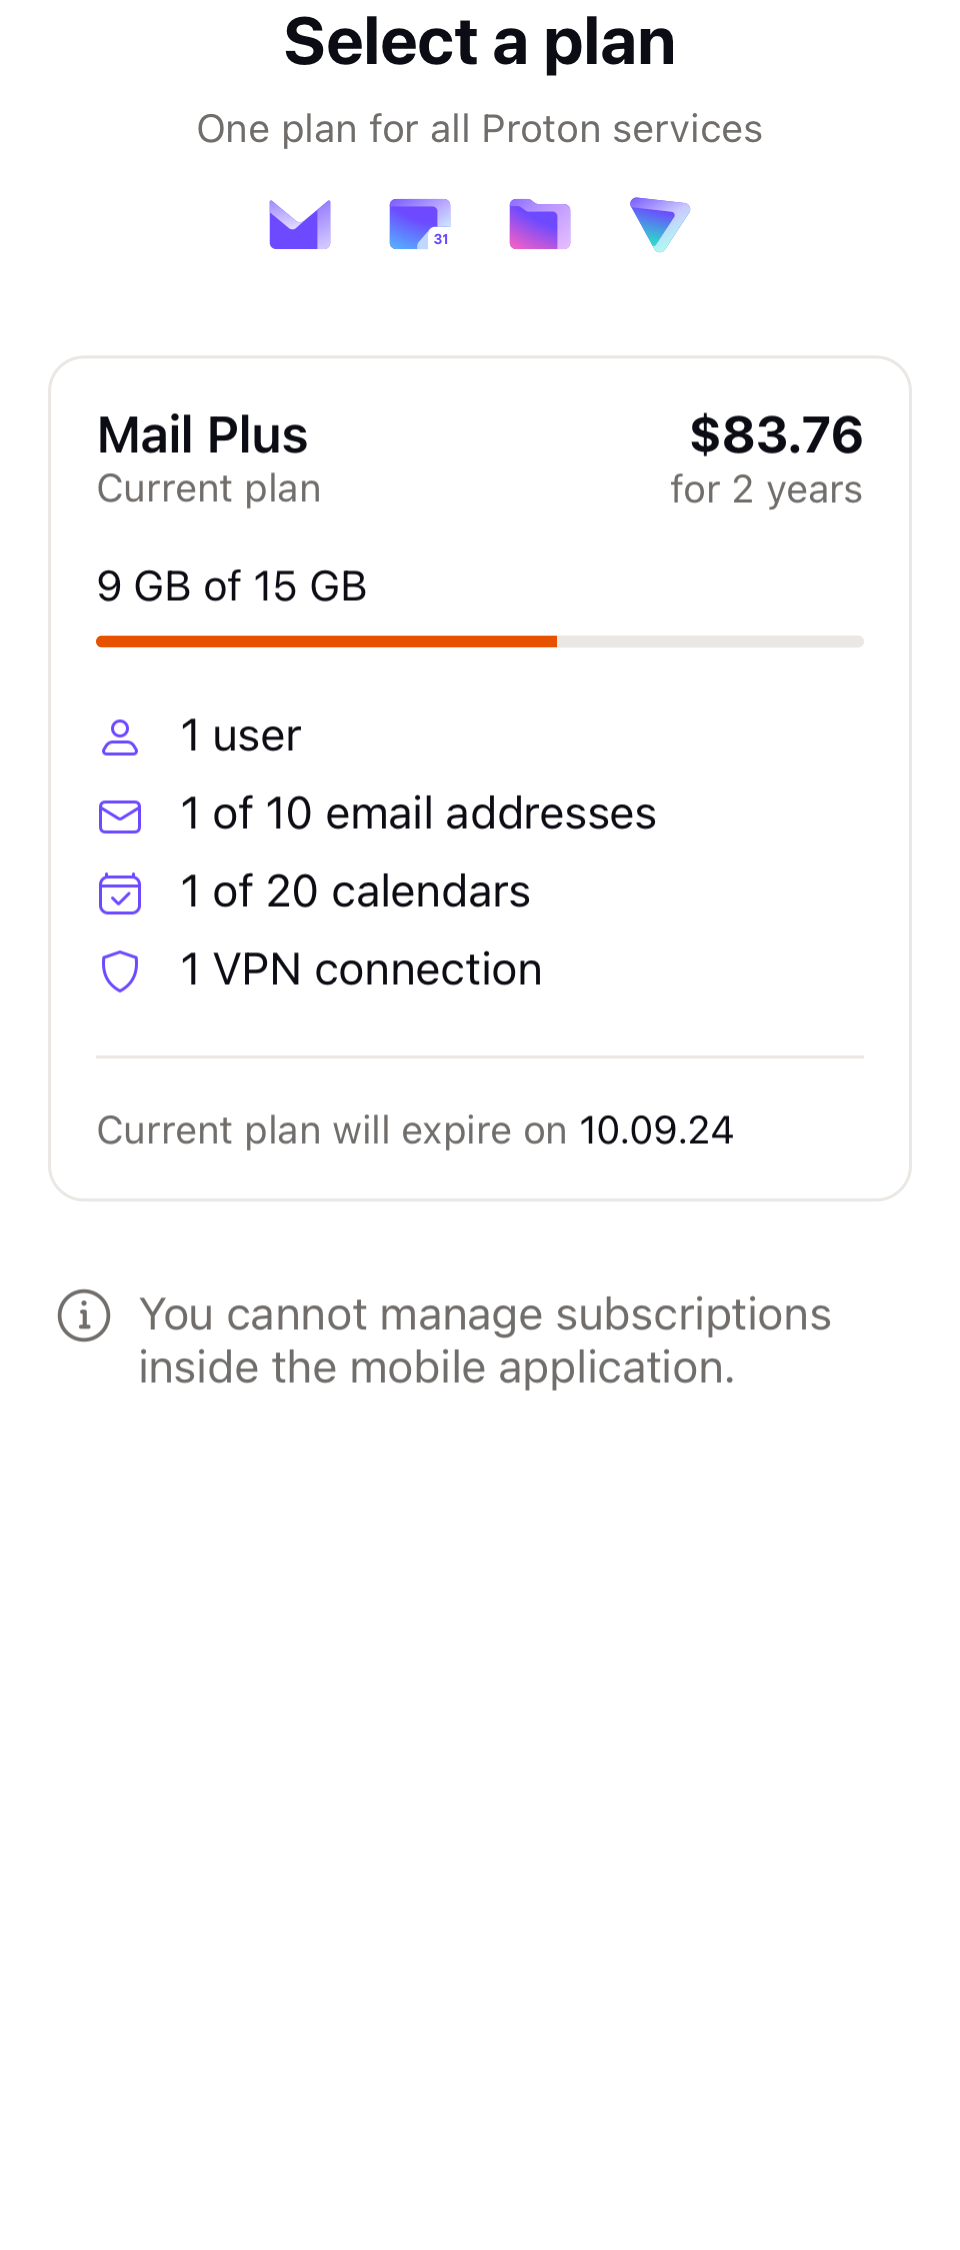 Select a plan
One plan for all Proton services
31
Mail Plus
$83.76
Current plan
for 2 years
9 GB of 15 GB
1 user
1 of 10 email addresses
1 of 20 calendars
1 VPN connection
Current plan will expire on 10.09.24
You cannot manage subscriptions
inside the mobile application.